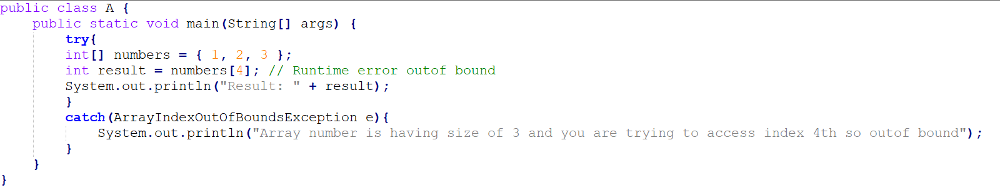 public class A {
    public static void main(String[] args) {
        try{
        int[] numbers = { 1, 2, 3 };
        int result = numbers[4]; // Runtime error outof bound
        System.out.println("Result: " + result);
        }
        catch(ArrayIndexOutOfBoundsException e){
            System.out.println("Array number is having size of 3 and you are trying to access index 4th so outof bound");
        }
    }
}